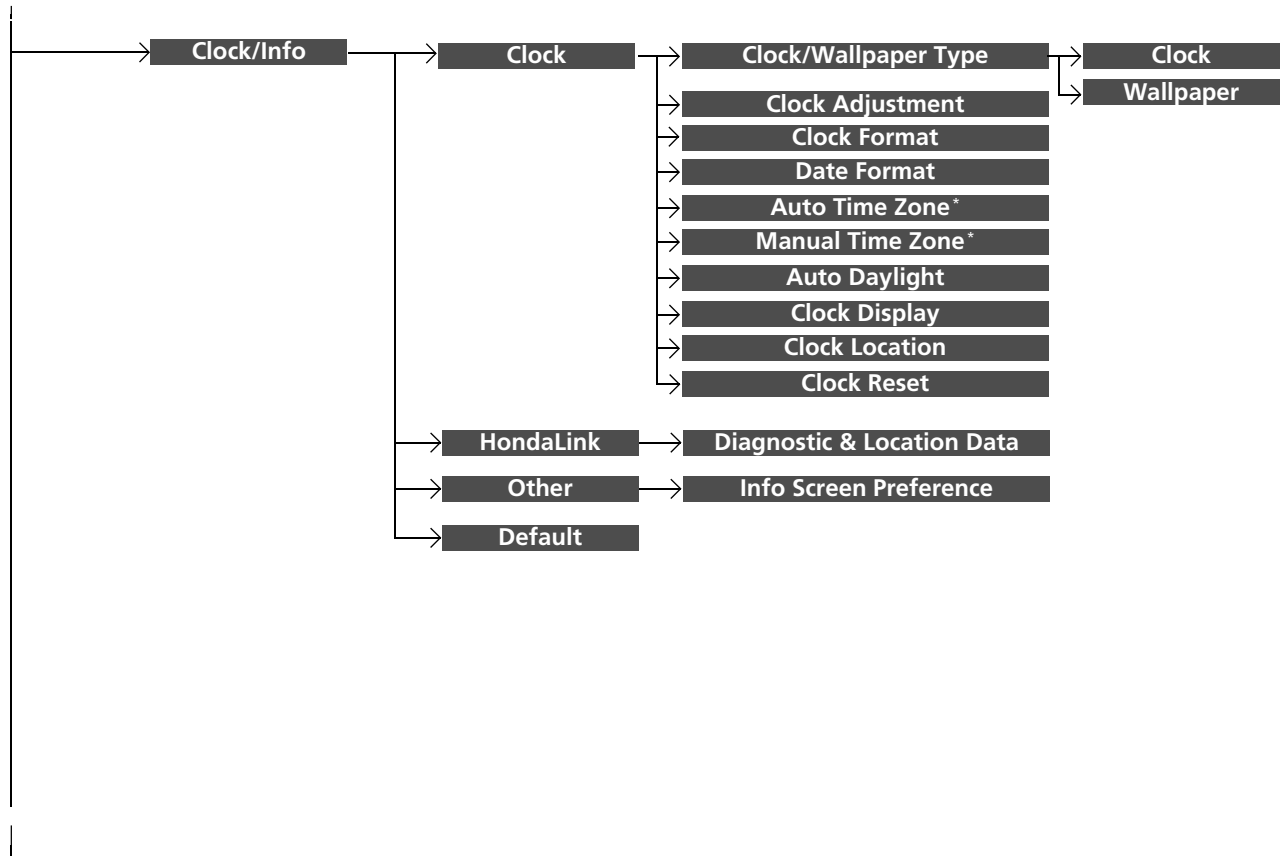 Clock/Info
Clock
Clock/Wallpaper Type
Clock
Wallpaper
Clock Adjustment
Clock Format
Date Format
Auto Time Zone*
Manual Time Zone*
Auto Daylight
Clock Display
Clock Location
Clock Reset
HondaLink
Diagnostic & Location Data
Other
Info Screen Preference
Default